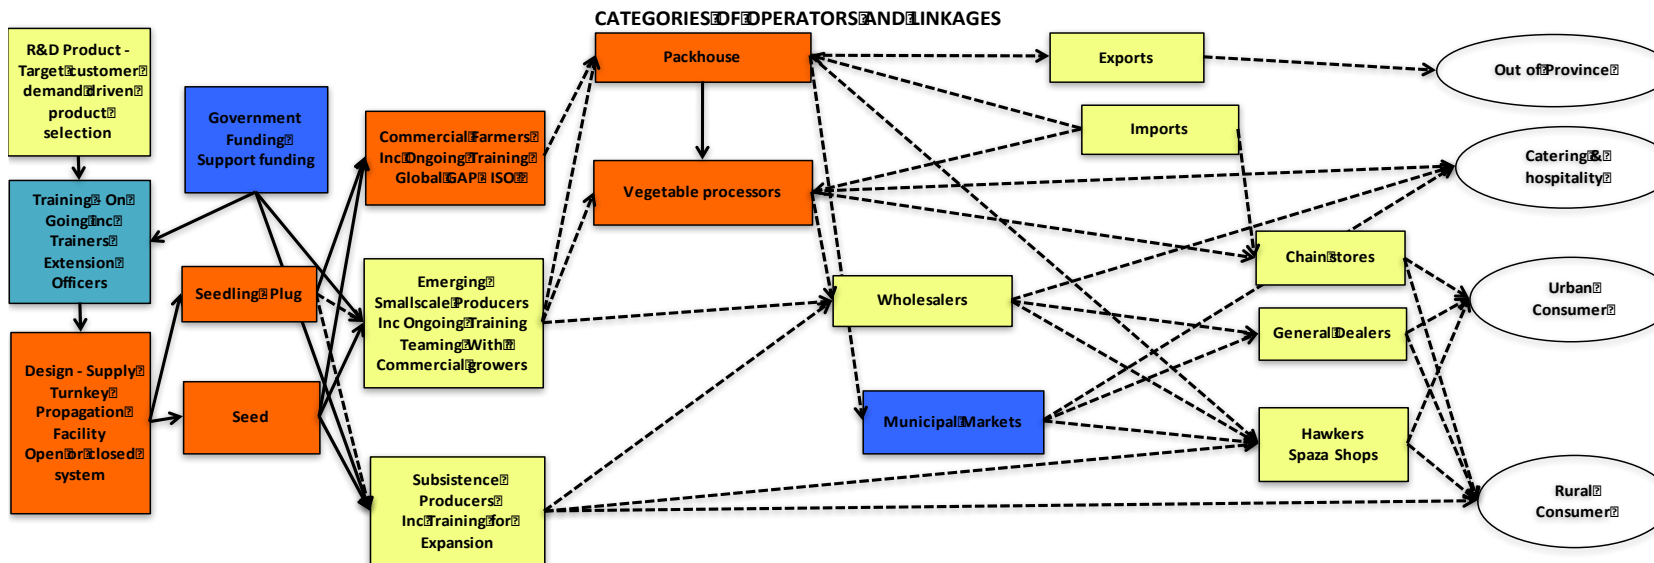 CATEGORIES OF OPERATORS AND LINKAGES
R&D Product -
Target customer
demand driven
product
selection
Government
Funding
Support funding
Training - On
Going Inc
Trainers
Extension
Officers
Seedling Plug
Design - Supply
Turnkey
Propagation
Facility
Open or closed
system
Seed
Commercial Farmers
Inc Ongoing Training
Global GAP ISO
Emerging
Smallscale Producers
Inc Ongoing Training
Teaming With
Commercial growers
Subsistence
Producers
Inc Training for
Expansion
Packhouse
Vegetable processors
Wholesalers
Municipal Markets
Exports
Imports
Chain stores
General Dealers
Hawkers
Spaza Shops
Out of Province
Catering &
hospitality
Urban
Consumer
Rural
Consumer